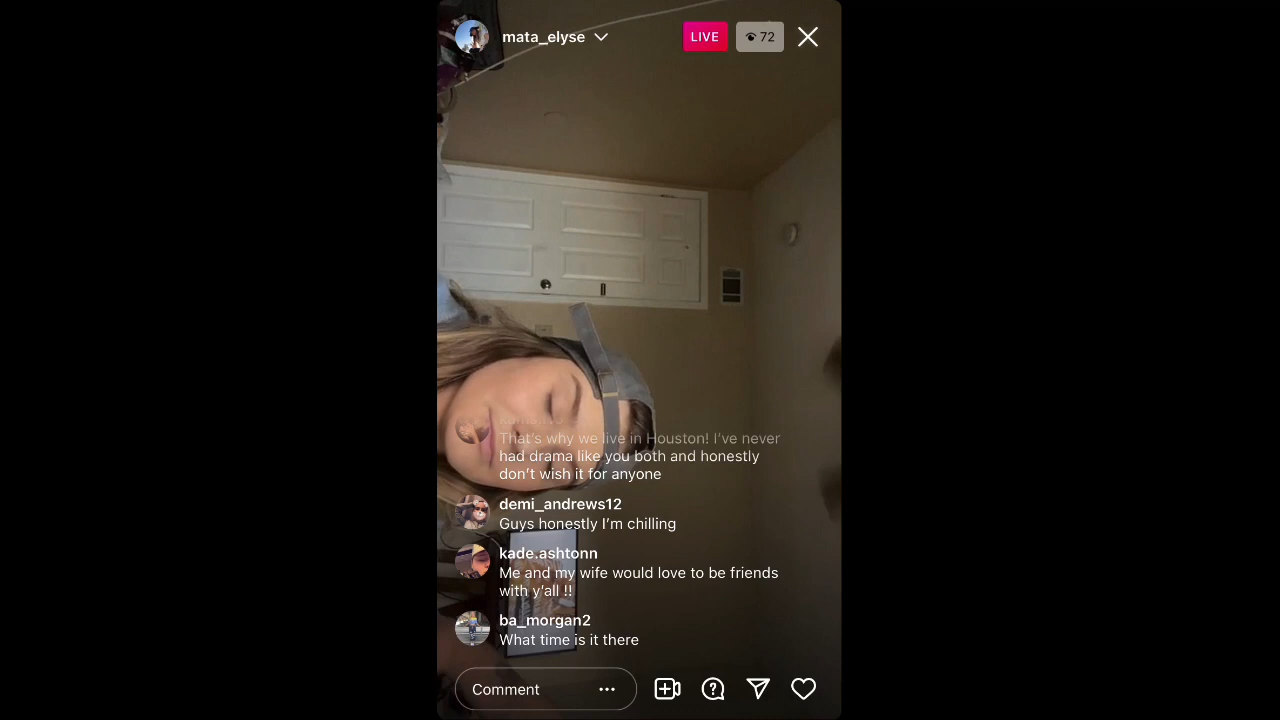 mata_elyse
LIVE
72
That's why we live in Houston! I've never
had drama like you both and honestly
don't wish it for anyone
demi_andrews12
Guys honestly I'm chilling
kade.ashtonn
Me and my wife would love to be friends
with y'all !!
ba_morgan2
What time is it there
Comment